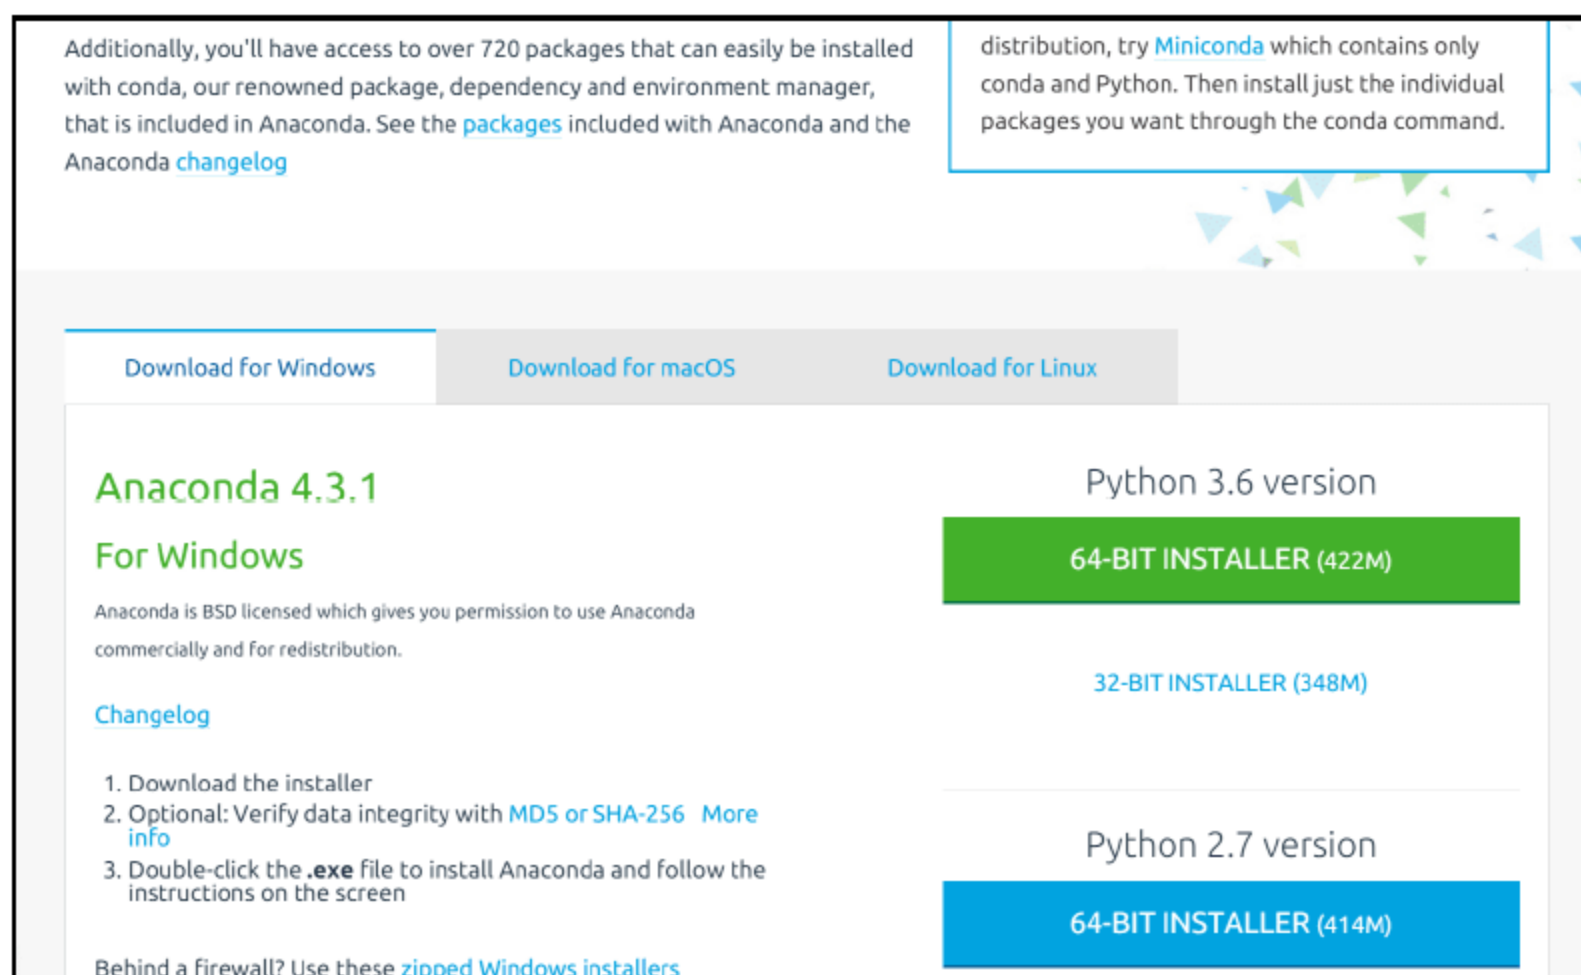 Additionally, you'll have access to over 720 packages that can easily be installed
with conda, our renowned package, dependency and environment manager,
that is included in Anaconda. See the packages included with Anaconda and the
Anaconda changelog
distribution, try Miniconda which contains only
conda and Python. Then install just the individual
packages you want through the conda command.
Download for Windows
Download for macOS
Download for Linux
Anaconda 4.3.1
For Windows
Anaconda is BSD licensed which gives you permission to use Anaconda
commercially and for redistribution.
Changelog
1. Download the installer
2. Optional: Verify data integrity with MD5 or SHA-256 More
info
3. Double-click the .exe file to install Anaconda and follow the
instructions on the screen
Behind a firewall? Use these zipped Windows installers
Python 3.6 version
64-BIT INSTALLER (422M)
32-BIT INSTALLER (348M)
Python 2.7 version
64-BIT INSTALLER (414M)